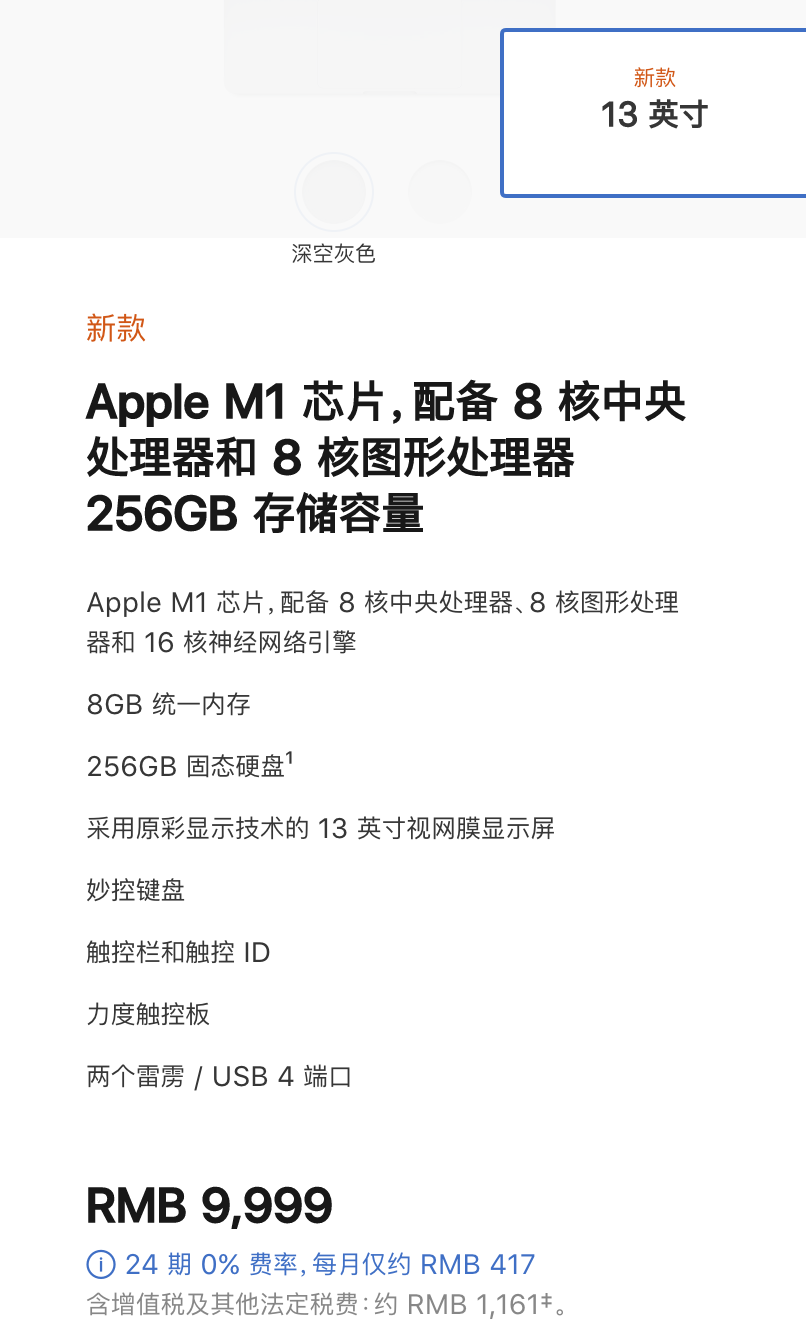 新款
13 英寸
深空灰色
新款
Apple M1 芯片，配备 8 核中央
处理器和 8 核图形处理器
256GB 存储容量
Apple M1 芯片，配备 8 核中央处理器、8 核图形处理
器和 16 核神经网络引擎
8GB 统一内存
256GB 固态硬盘¹
采用原彩显示技术的 13 英寸视网膜显示屏
妙控键盘
触控栏和触控 ID
力度触控板
两个雷雳 / USB 4 端口
RMB 9,999
24 期 0% 费率，每月仅约 RMB 417
含增值税及其他法定税费：约 RMB 1,161‡。